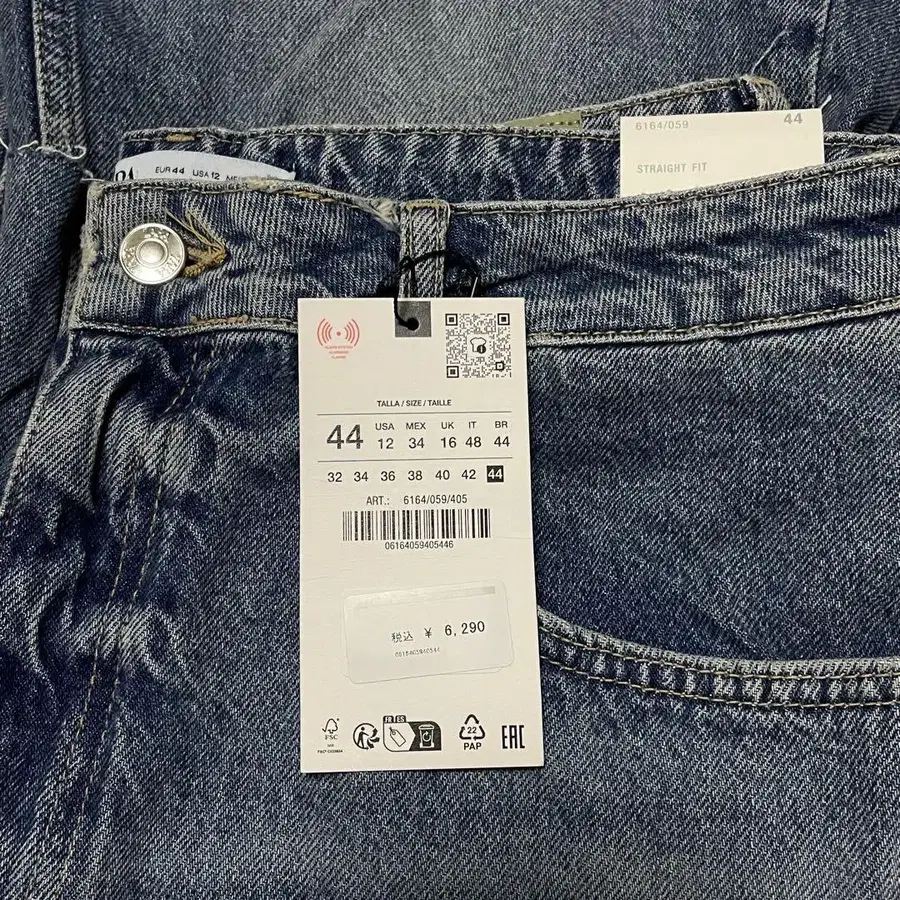 6164/059 44
STRAIGHT FIT
EUR 44 USA 12
TALLA / SIZE / TAILLE
44
USA MEX UK IT BR
12 34 16 48 44
32 34 36 38 40 42 44
ART.: 6164/059/405
06164059405446
税込 ¥ 6,290
FSC
FR ES
22
PAP
EAC